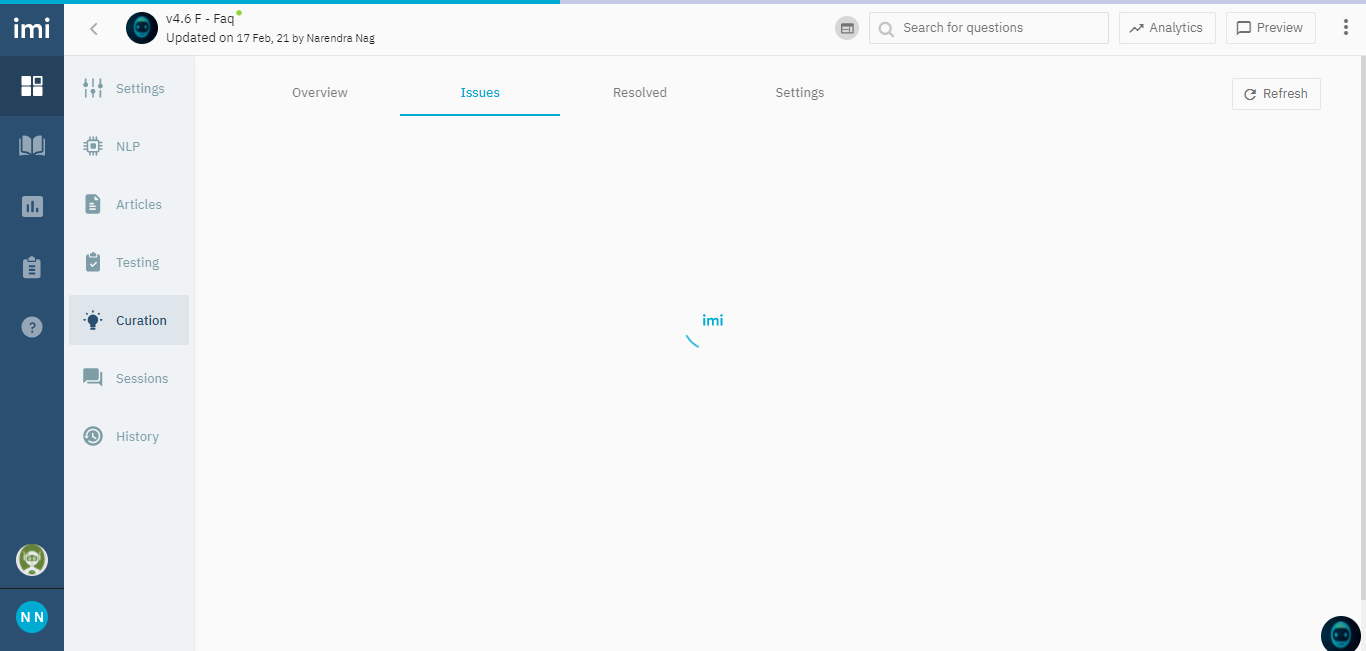 imi
v4.6 F - Faq
Updated on 17 Feb, 21 by Narendra Nag
Search for questions
Analytics
Preview
Settings
NLP
Articles
Testing
Curation
Sessions
History
Overview
Issues
Resolved
Settings
Refresh
imi
?
N N